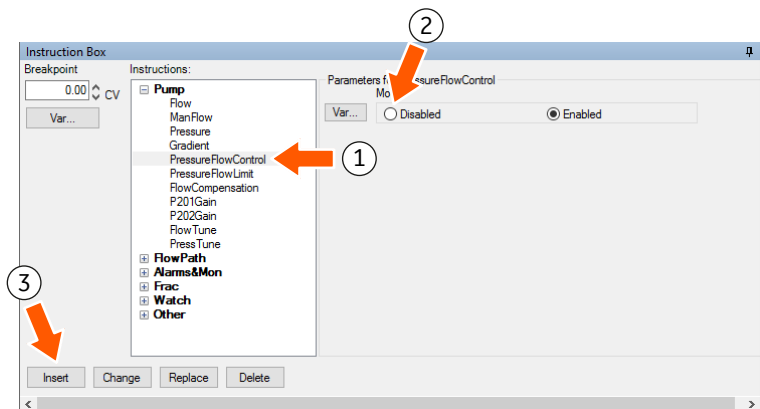 2
Instruction Box
Breakpoint
Instructions:
0.00 CV
Var...
Pump
Flow
ManFlow
Pressure
Gradient
PressureFlowControl
PressureFlowLimit
FlowCompensation
P201Gain
P202Gain
FlowTune
PressTune
FlowPath
Alarms&Mon
Frac
Watch
Other
1
Parameters f ressureFlowControl
Mo
Var... Disabled Enabled
3
Insert Change Replace Delete